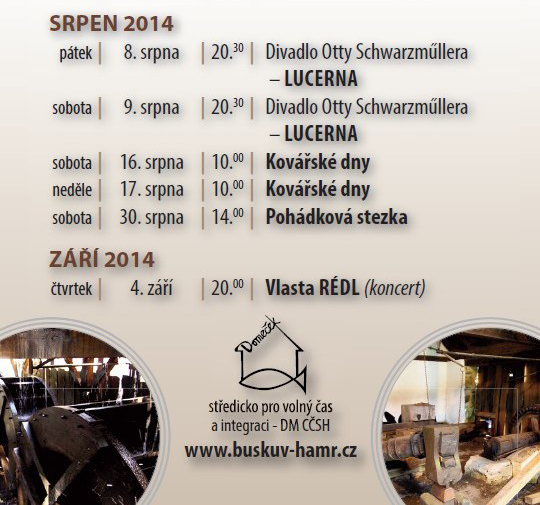 SRPEN 2014
pátek | 8. srpna | 20.30 | Divadlo Otty Schwarzműllera
– LUCERNA
sobota | 9. srpna | 20.30 | Divadlo Otty Schwarzműllera
– LUCERNA
sobota | 16. srpna | 10.00 | Kovářské dny
neděle | 17. srpna | 10.00 | Kovářské dny
sobota | 30. srpna | 14.00 | Pohádková stezka
ZÁŘÍ 2014
čtvrtek | 4. září | 20.00 | Vlasta RÉDL (koncert)
Domeček
středicko pro volný čas
a integraci - DM CČSH
www.buskuv-hamr.cz